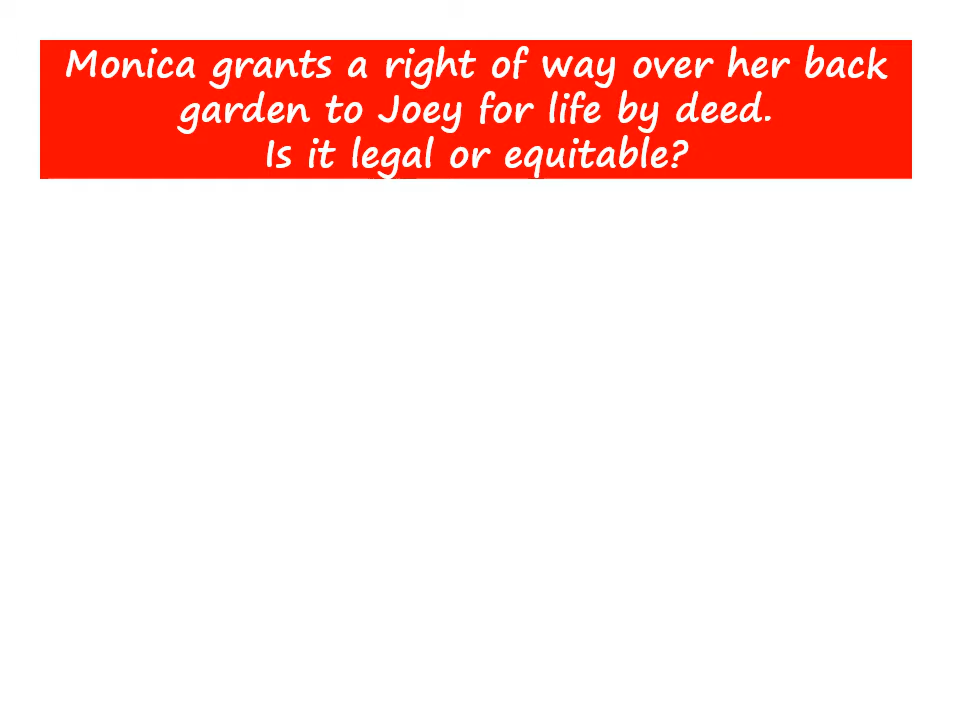 Monica grants a right of way over her back
garden to Joey for life by deed.
Is it legal or equitable?